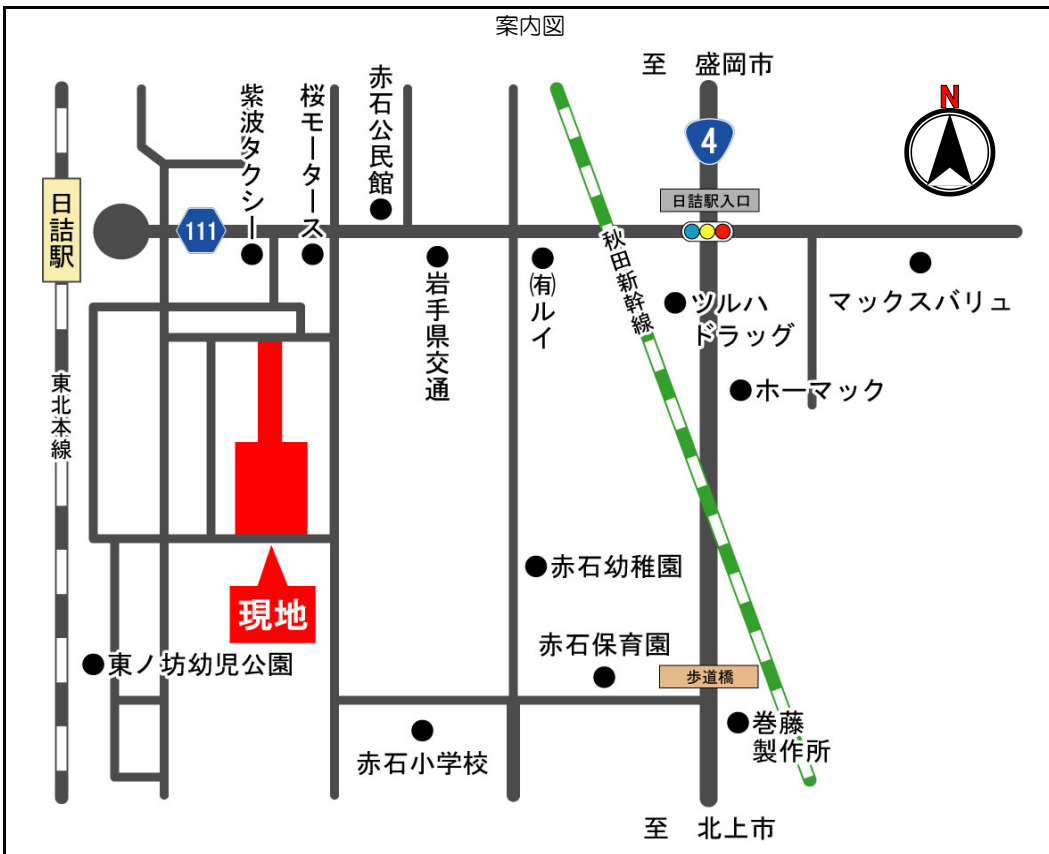 案内図
至 盛岡市
N
4
赤石公民館
桜モータース
紫波タクシー
日詰駅
日詰駅入口
111
秋田新幹線
岩手県交通
㈲ルイ
ツルハ
ドラッグ
マックスバリュ
ホーマック
東北本線
赤石幼稚園
現地
赤石保育園
東ノ坊幼児公園
歩道橋
巻藤
製作所
赤石小学校
至 北上市